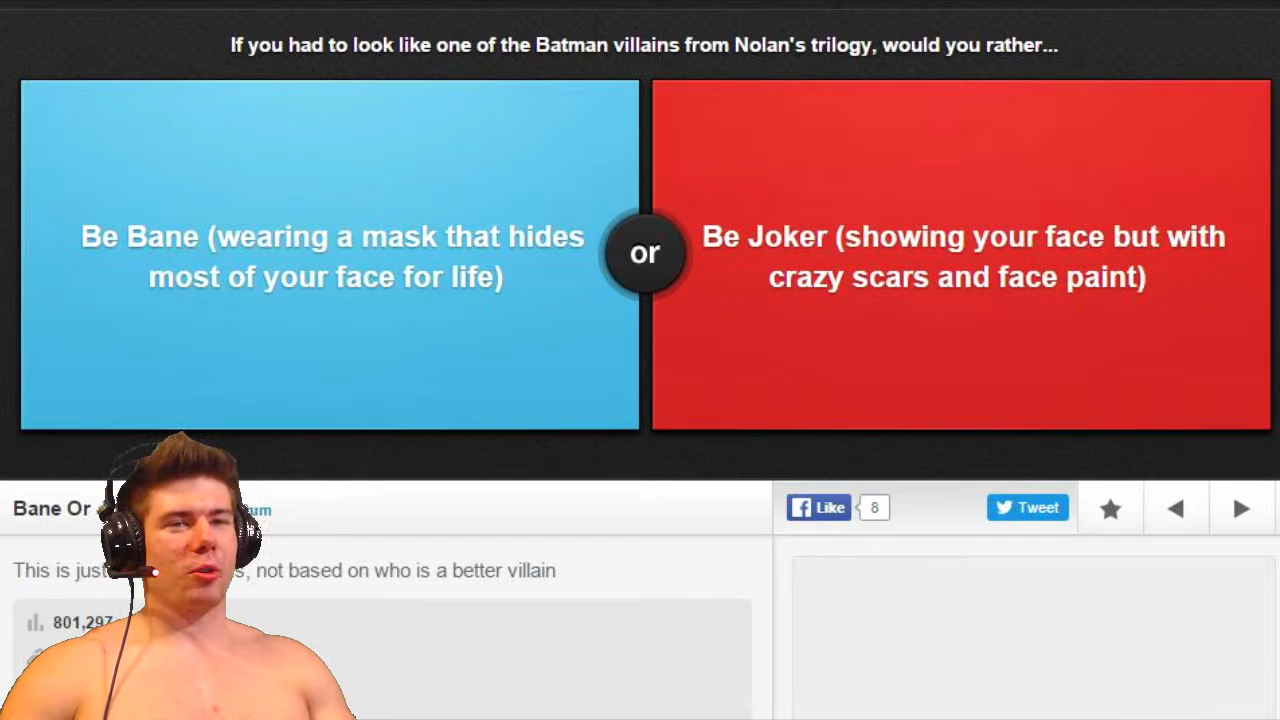 If you had to look like one of the Batman villains from Nolan's trilogy, would you rather...
Be Bane (wearing a mask that hides
most of your face for life)
or
Be Joker (showing your face but with
crazy scars and face paint)
Bane Or
Like
8
Tweet
This is just
, not based on who is a better villain
801,297